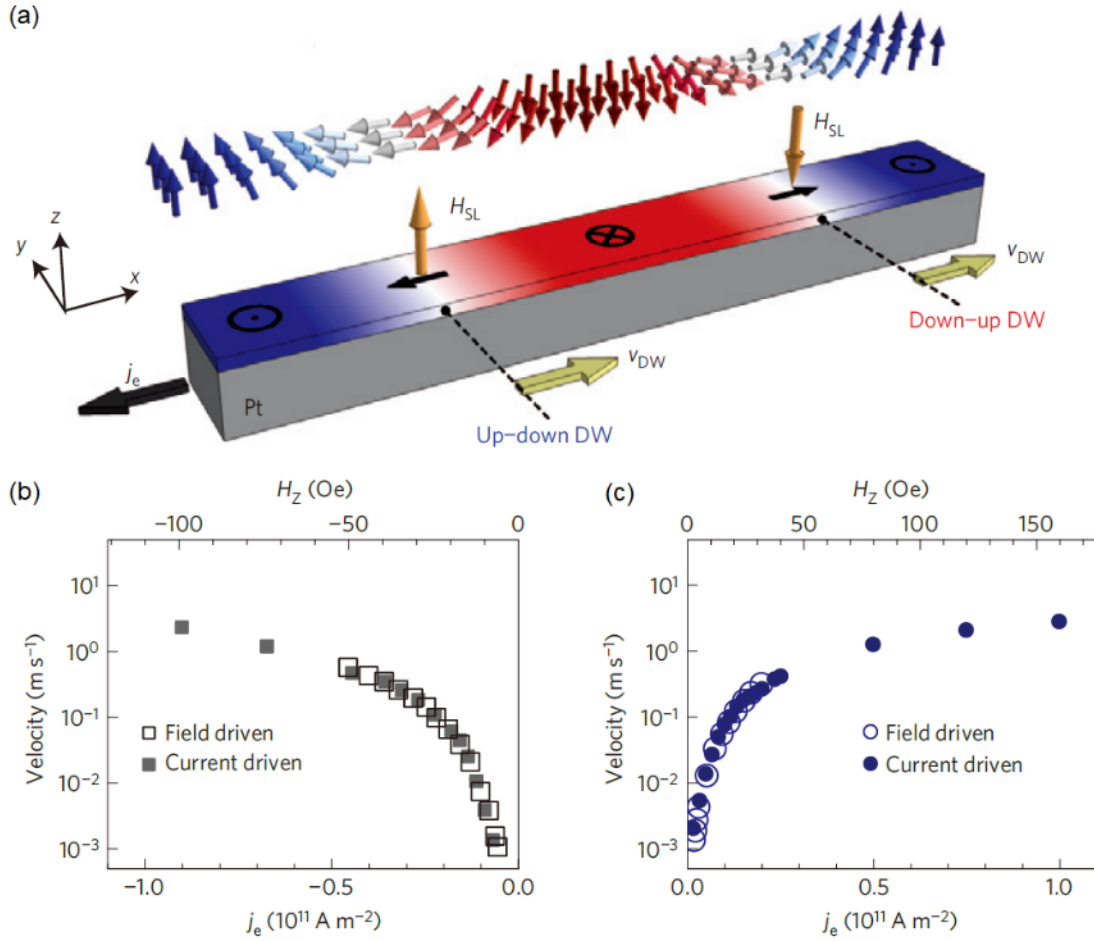 (a)
H_SL
H_SL
z
y
x
v_DW
Down–up DW
j_e
Pt
v_DW
Up–down DW
(b)
H_Z (Oe)
−100 −50 0
10^1
10^0
10^−1
10^−2
10^−3
Velocity (m s^−1)
Field driven
Current driven
−1.0 −0.5 0.0
j_e (10^11 A m^−2)
(c)
H_Z (Oe)
0 50 100 150
10^1
10^0
10^−1
10^−2
10^−3
Velocity (m s^−1)
Field driven
Current driven
0.0 0.5 1.0
j_e (10^11 A m^−2)